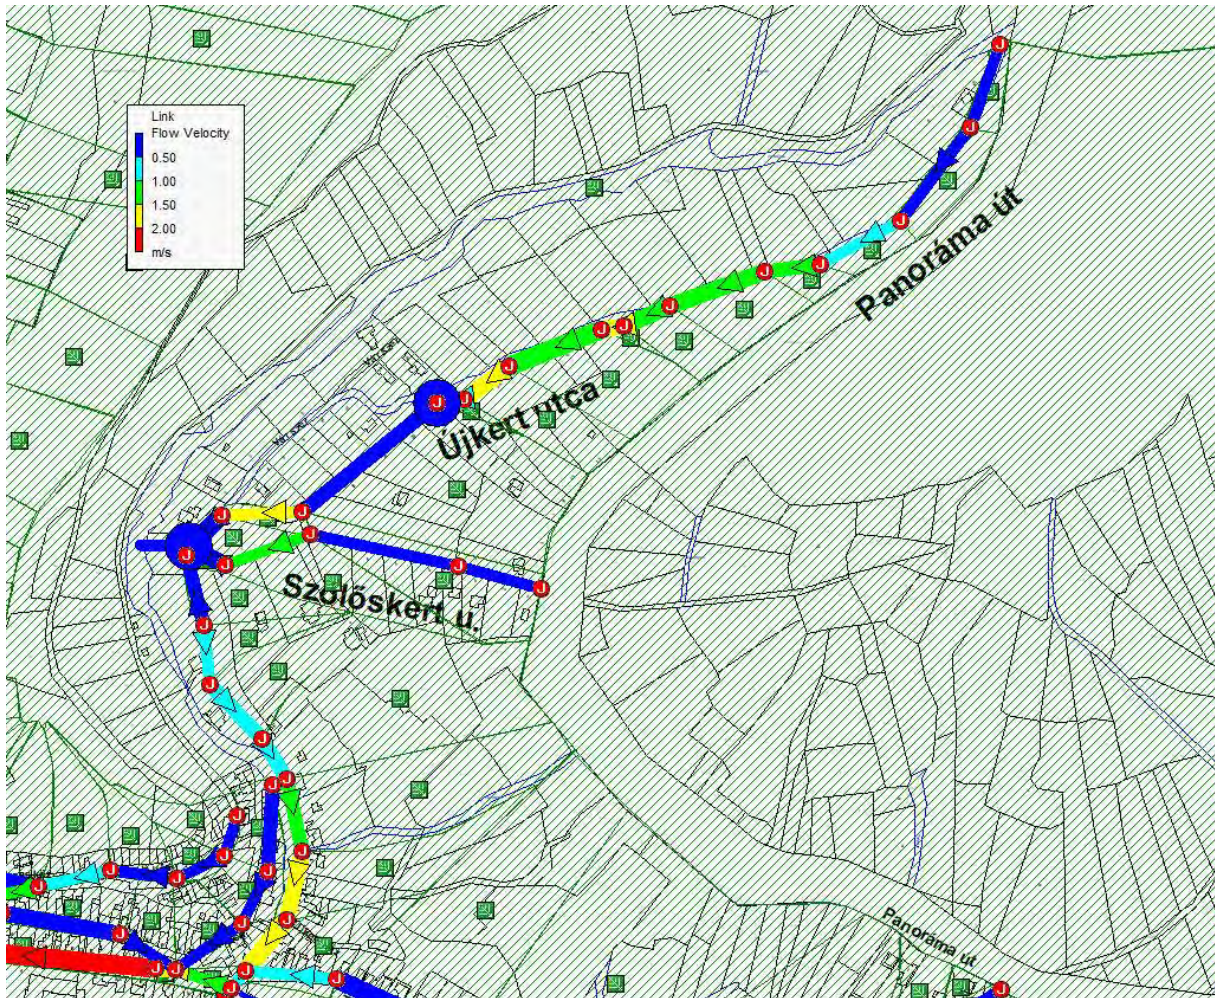 Link
Flow Velocity
0.50
1.00
1.50
2.00
m/s
Panoráma út
Újkert utca
Szőlőskert u.
Panoráma út